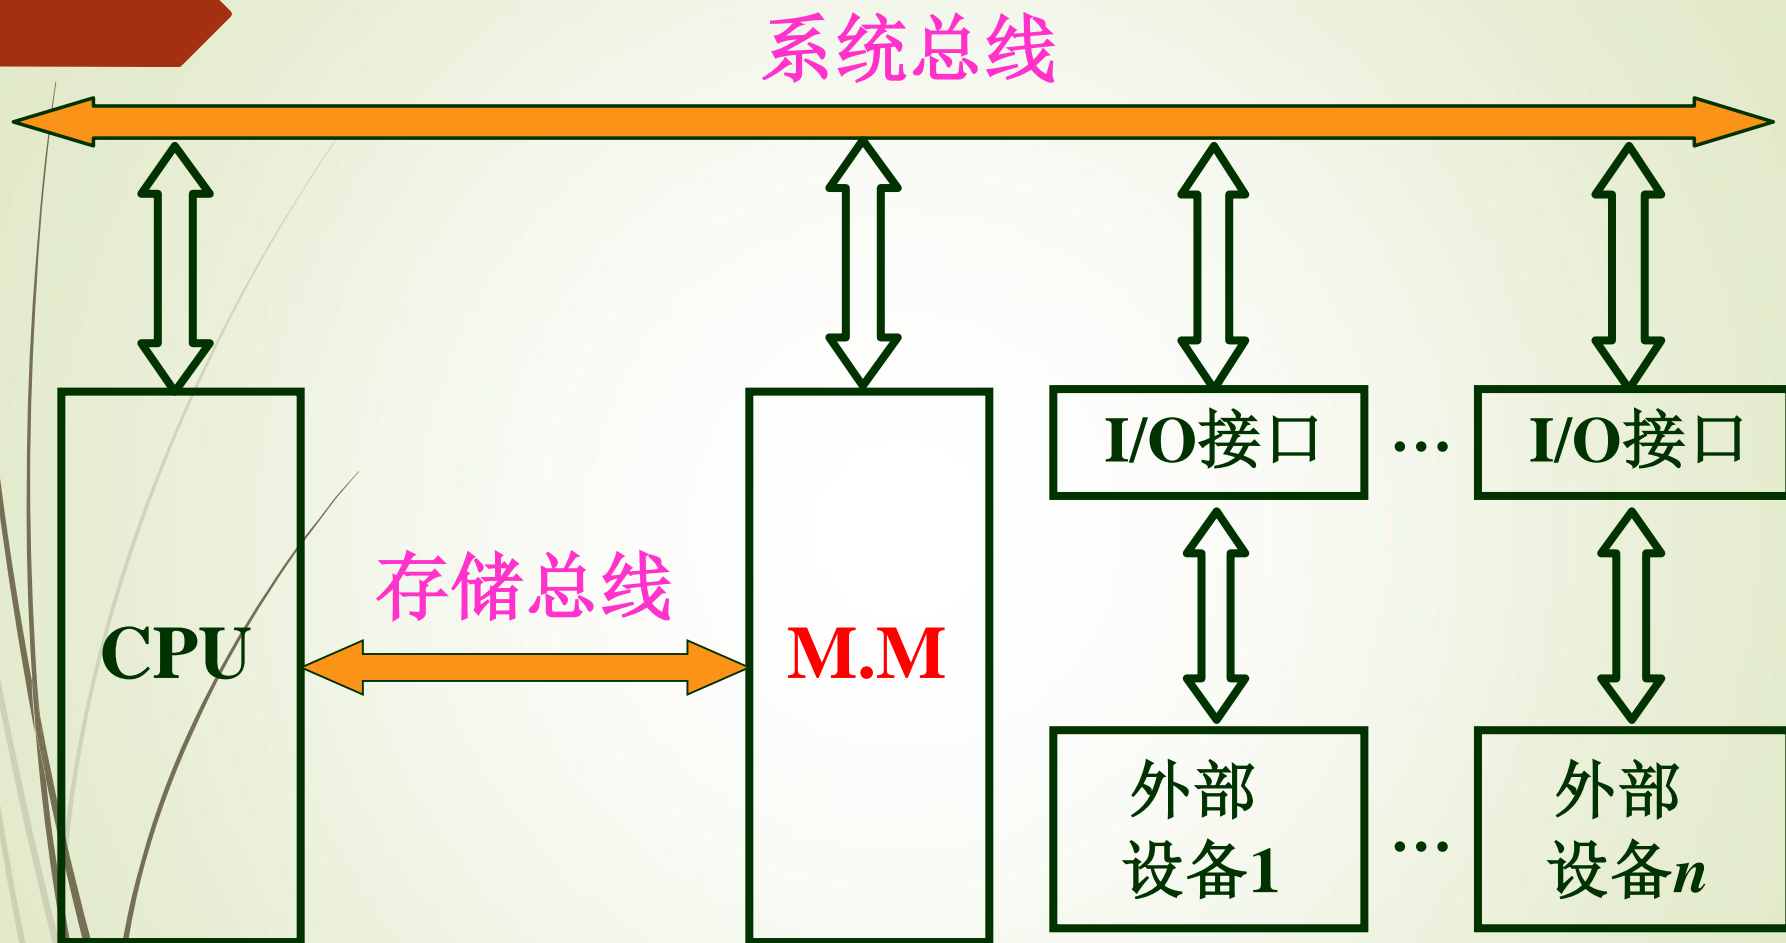 系统总线
I/O接口
…
I/O接口
存储总线
CPU
M.M
外部
设备1
…
外部
设备n